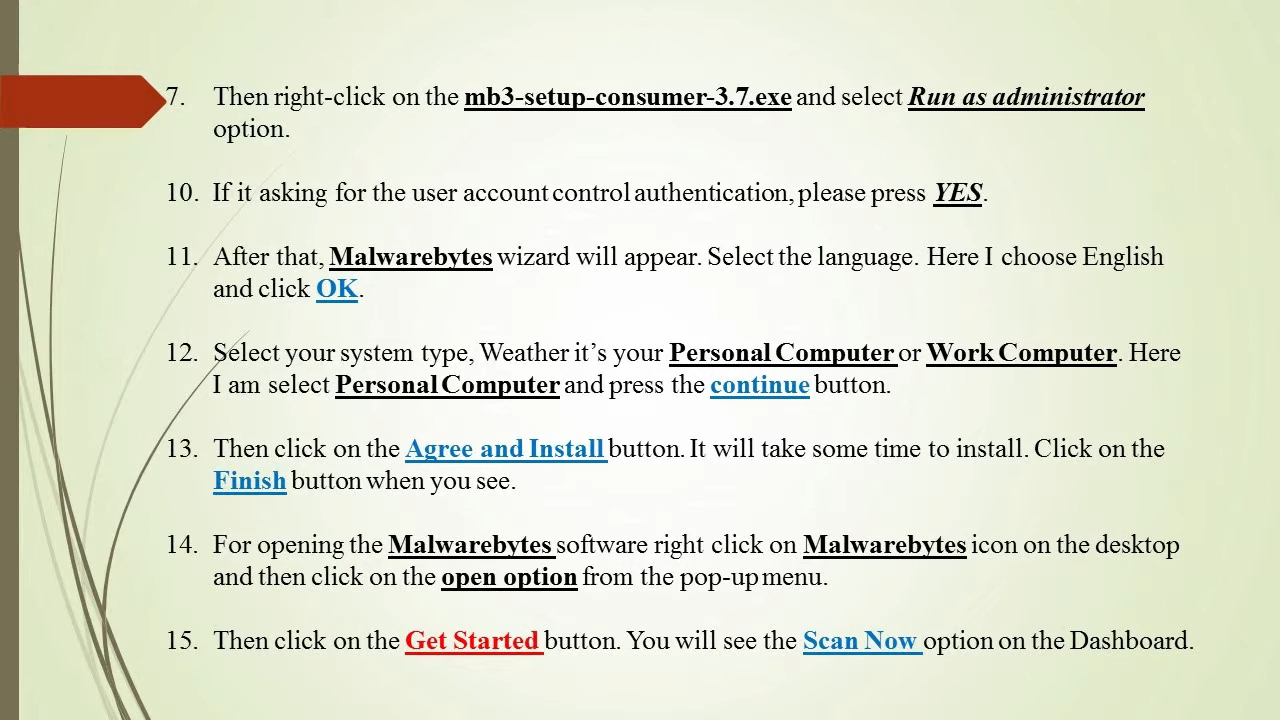 7. Then right-click on the mb3-setup-consumer-3.7.exe and select Run as administrator
option.
10. If it asking for the user account control authentication, please press YES.
11. After that, Malwarebytes wizard will appear. Select the language. Here I choose English
and click OK.
12. Select your system type, Weather it’s your Personal Computer or Work Computer. Here
I am select Personal Computer and press the continue button.
13. Then click on the Agree and Install button. It will take some time to install. Click on the
Finish button when you see.
14. For opening the Malwarebytes software right click on Malwarebytes icon on the desktop
and then click on the open option from the pop-up menu.
15. Then click on the Get Started button. You will see the Scan Now option on the Dashboard.